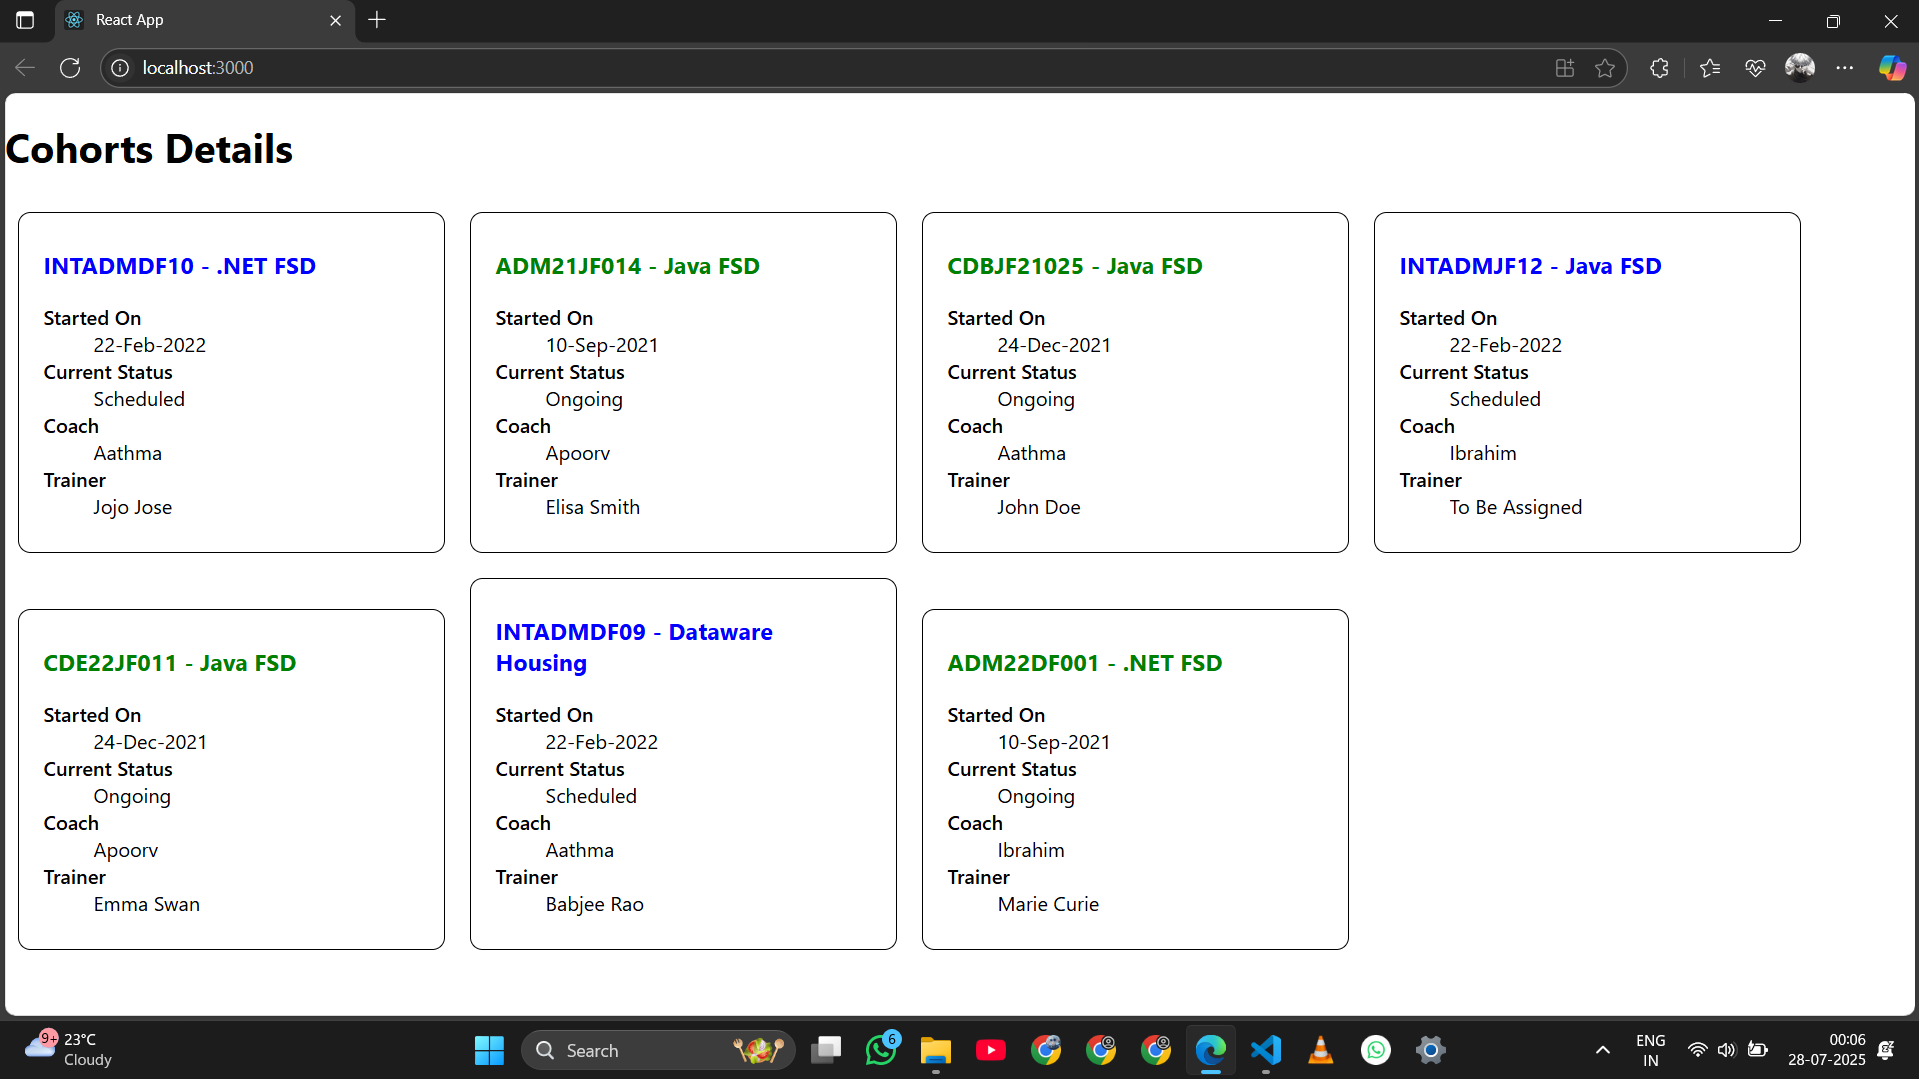 React App
localhost:3000
Cohorts Details
INTADMDF10 - .NET FSD
Started On
22-Feb-2022
Current Status
Scheduled
Coach
Aathma
Trainer
Jojo Jose
ADM21JF014 - Java FSD
Started On
10-Sep-2021
Current Status
Ongoing
Coach
Apoorv
Trainer
Elisa Smith
CDBJF21025 - Java FSD
Started On
24-Dec-2021
Current Status
Ongoing
Coach
Aathma
Trainer
John Doe
INTADMJF12 - Java FSD
Started On
22-Feb-2022
Current Status
Scheduled
Coach
Ibrahim
Trainer
To Be Assigned
CDE22JF011 - Java FSD
Started On
24-Dec-2021
Current Status
Ongoing
Coach
Apoorv
Trainer
Emma Swan
INTADMDF09 - Dataware
Housing
Started On
22-Feb-2022
Current Status
Scheduled
Coach
Aathma
Trainer
Babjee Rao
ADM22DF001 - .NET FSD
Started On
10-Sep-2021
Current Status
Ongoing
Coach
Ibrahim
Trainer
Marie Curie
9+
23°C
Cloudy
Search
6
ENG
IN
00:06
28-07-2025